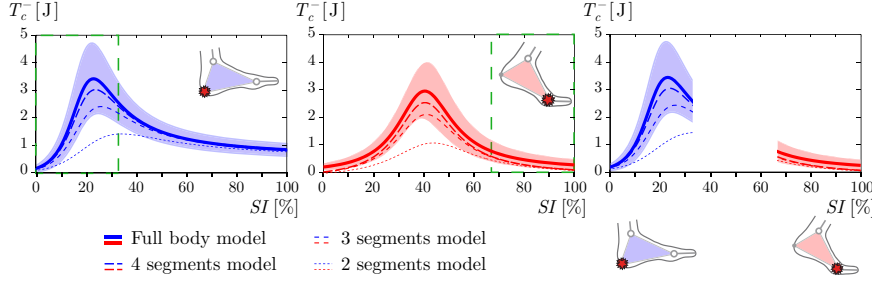 T_c^- [J] T_c^- [J] T_c^- [J]
5 5 5
4 4 4
3 3 3
2 2 2
1 1 1
0 0 0
0 20 40 60 80 100 0 20 40 60 80 100 0 20 40 60 80 100
SI [%] SI [%] SI [%]
Full body model
4 segments model
3 segments model
2 segments model